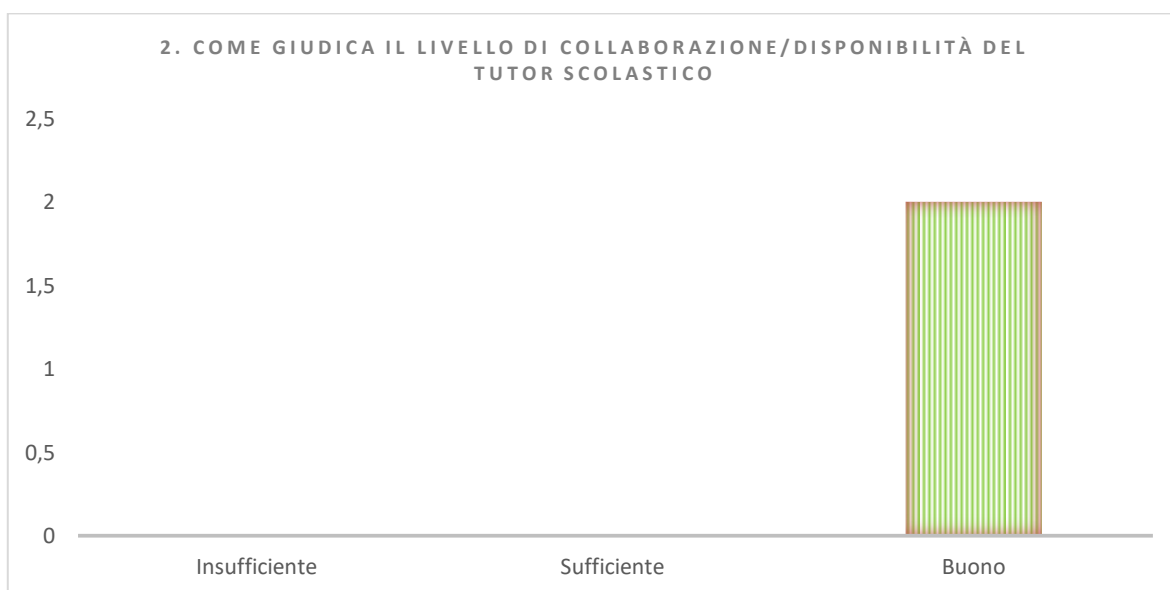 2. COME GIUDICA IL LIVELLO DI COLLABORAZIONE/DISPONIBILITÀ DEL
TUTOR SCOLASTICO
2,5
2
1,5
1
0,5
0
Insufficiente Sufficiente Buono